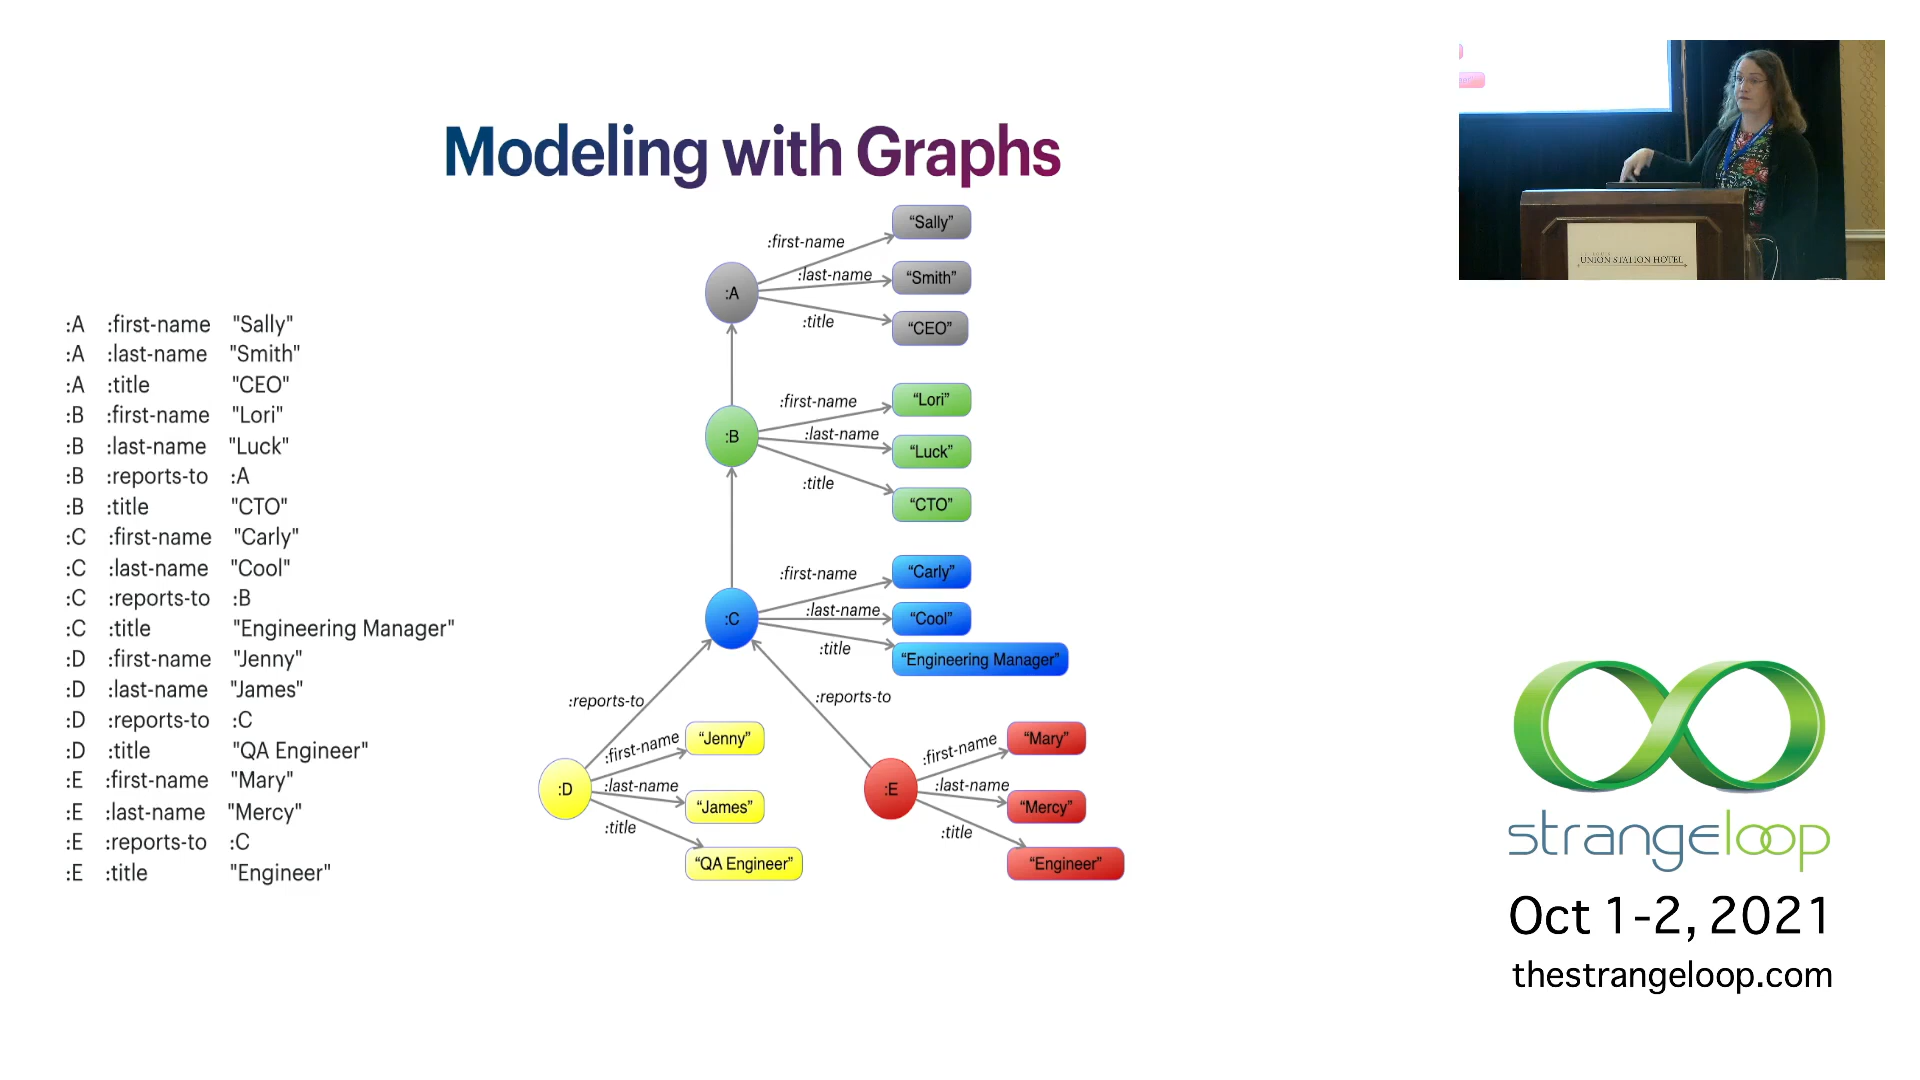 Modeling with Graphs
:A :first-name "Sally"
:A :last-name "Smith"
:A :title "CEO"
:B :first-name "Lori"
:B :last-name "Luck"
:B :reports-to :A
:B :title "CTO"
:C :first-name "Carly"
:C :last-name "Cool"
:C :reports-to :B
:C :title "Engineering Manager"
:D :first-name "Jenny"
:D :last-name "James"
:D :reports-to :C
:D :title "QA Engineer"
:E :first-name "Mary"
:E :last-name "Mercy"
:E :reports-to :C
:E :title "Engineer"
:A
:first-name
“Sally”
:last-name
“Smith”
:title
“CEO”
:B
:first-name
“Lori”
:last-name
“Luck”
:title
“CTO”
:C
:first-name
“Carly”
:last-name
“Cool”
:title
“Engineering Manager”
:reports-to
:reports-to
:D
:first-name
“Jenny”
:last-name
“James”
:title
“QA Engineer”
:E
:first-name
“Mary”
:last-name
“Mercy”
:title
“Engineer”
UNION STATION HOTEL
strangeloop
Oct 1-2, 2021
thestrangeloop.com